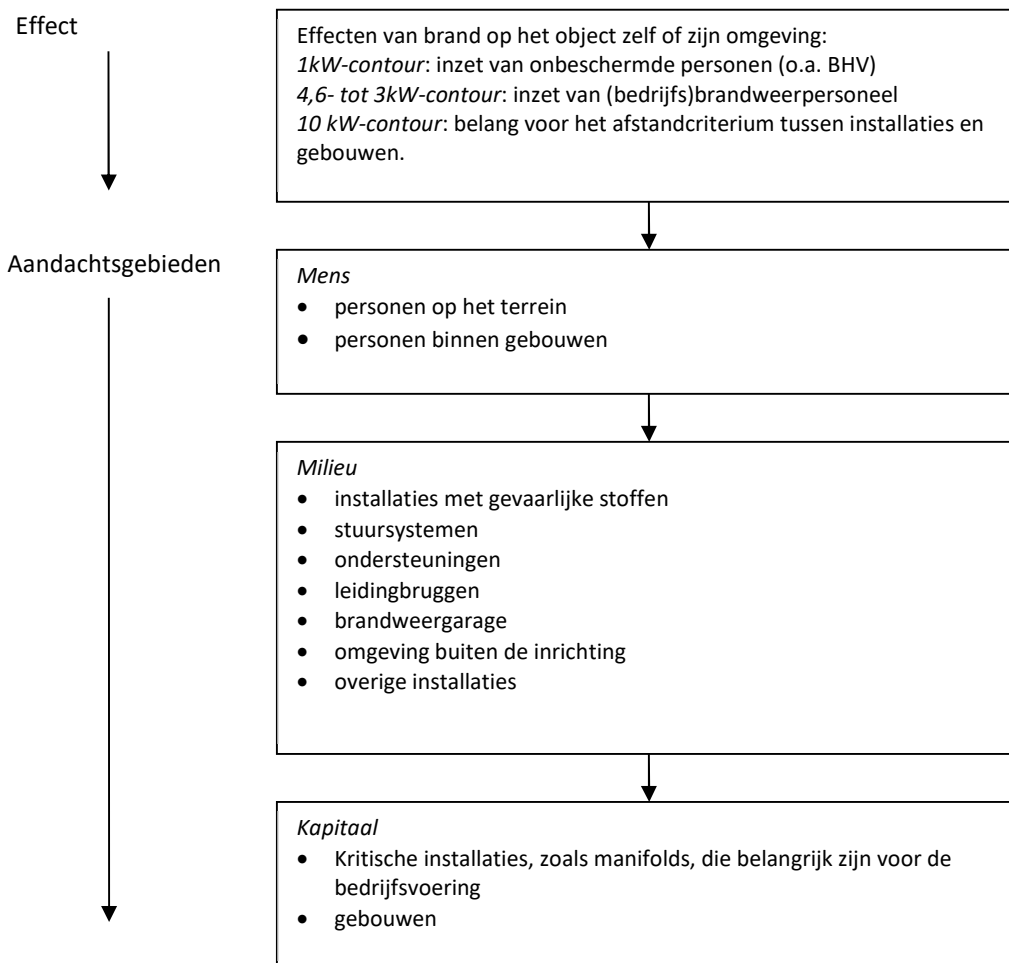 Effect
Effecten van brand op het object zelf of zijn omgeving:
1kW-contour: inzet van onbeschermde personen (o.a. BHV)
4,6- tot 3kW-contour: inzet van (bedrijfs)brandweerpersoneel
10 kW-contour: belang voor het afstandcriterium tussen installaties en
gebouwen.
Aandachtsgebieden
Mens
• personen op het terrein
• personen binnen gebouwen
Milieu
• installaties met gevaarlijke stoffen
• stuursystemen
• ondersteuningen
• leidingbruggen
• brandweergarage
• omgeving buiten de inrichting
• overige installaties
Kapitaal
• Kritische installaties, zoals manifolds, die belangrijk zijn voor de
bedrijfsvoering
• gebouwen